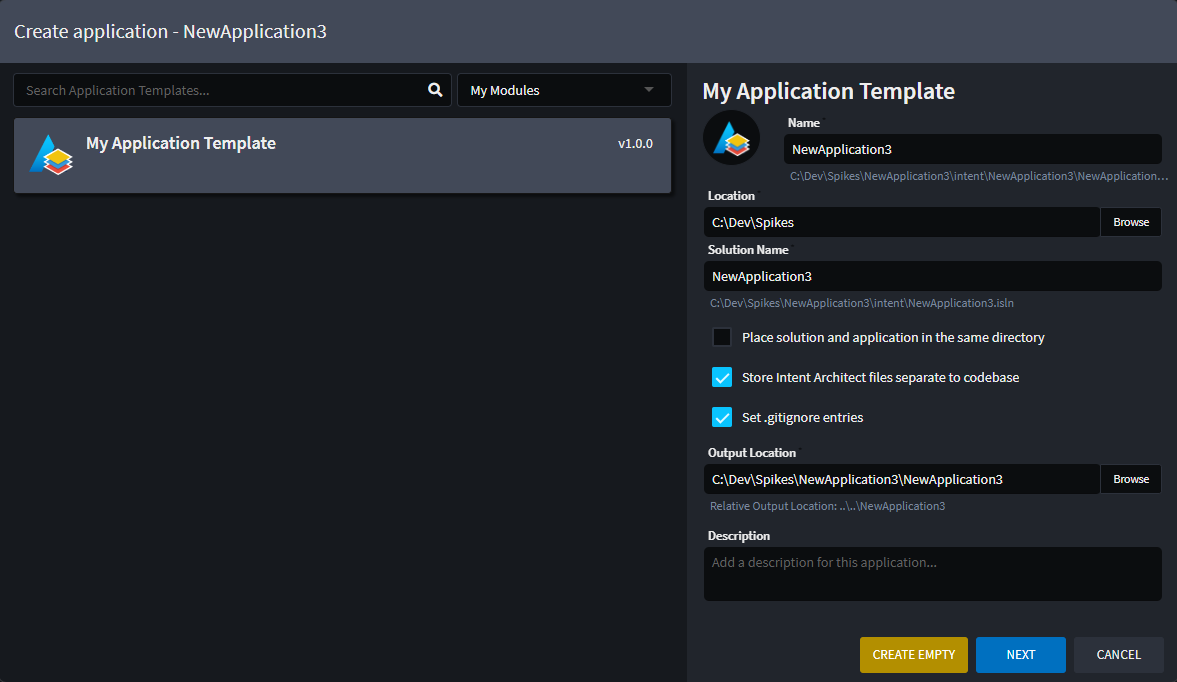 Create application - NewApplication3
Search Application Templates...
My Modules
My Application Template
v1.0.0
My Application Template
Name
NewApplication3
C:\Dev\Spikes\NewApplication3\intent\NewApplication3\NewApplication...
Location
C:\Dev\Spikes
Browse
Solution Name
NewApplication3
C:\Dev\Spikes\NewApplication3\intent\NewApplication3.isln
Place solution and application in the same directory
Store Intent Architect files separate to codebase
Set .gitignore entries
Output Location
C:\Dev\Spikes\NewApplication3\NewApplication3
Browse
Relative Output Location: ..\..\NewApplication3
Description
Add a description for this application...
CREATE EMPTY
NEXT
CANCEL